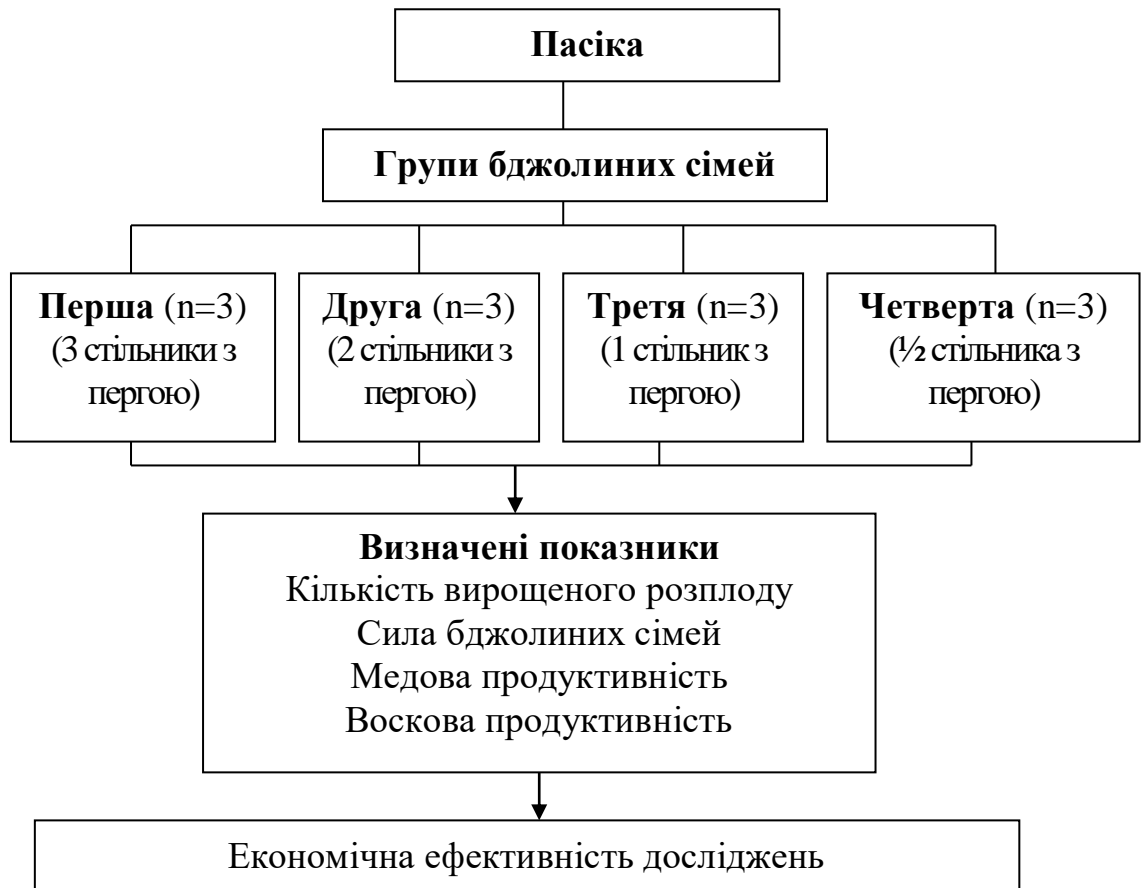 Пасіка
Групи бджолиних сімей
Перша (n=3)
(3 стільники з
пергою)
Друга (n=3)
(2 стільники з
пергою)
Третя (n=3)
(1 стільник з
пергою)
Четверта (n=3)
(½ стільника з
пергою)
Визначені показники
Кількість вирощеного розплоду
Сила бджолиних сімей
Медова продуктивність
Воскова продуктивність
Економічна ефективність досліджень